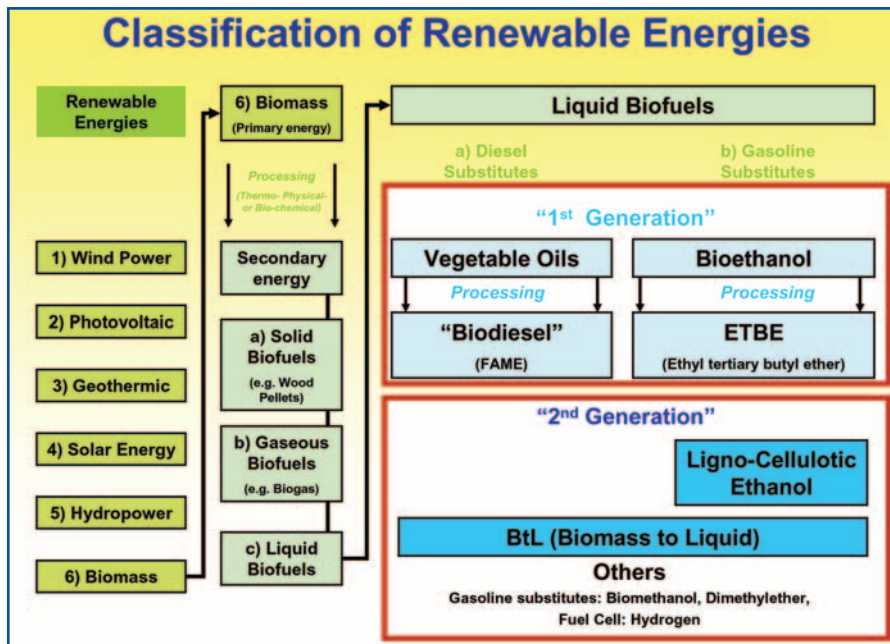 Classification of Renewable Energies
Renewable
Energies
1) Wind Power
2) Photovoltaic
3) Geothermic
4) Solar Energy
5) Hydropower
6) Biomass
6) Biomass
(Primary energy)
Processing
(Thermo- Physical-
or Bio-chemical)
Secondary
energy
a) Solid
Biofuels
(e.g. Wood
Pellets)
b) Gaseous
Biofuels
(e.g. Biogas)
c) Liquid
Biofuels
Liquid Biofuels
a) Diesel
Substitutes
b) Gasoline
Substitutes
“1st Generation”
Vegetable Oils
Bioethanol
Processing
Processing
“Biodiesel”
(FAME)
ETBE
(Ethyl tertiary butyl ether)
“2nd Generation”
Ligno-Cellulotic
Ethanol
BtL (Biomass to Liquid)
Others
Gasoline substitutes: Biomethanol, Dimethylether,
Fuel Cell: Hydrogen